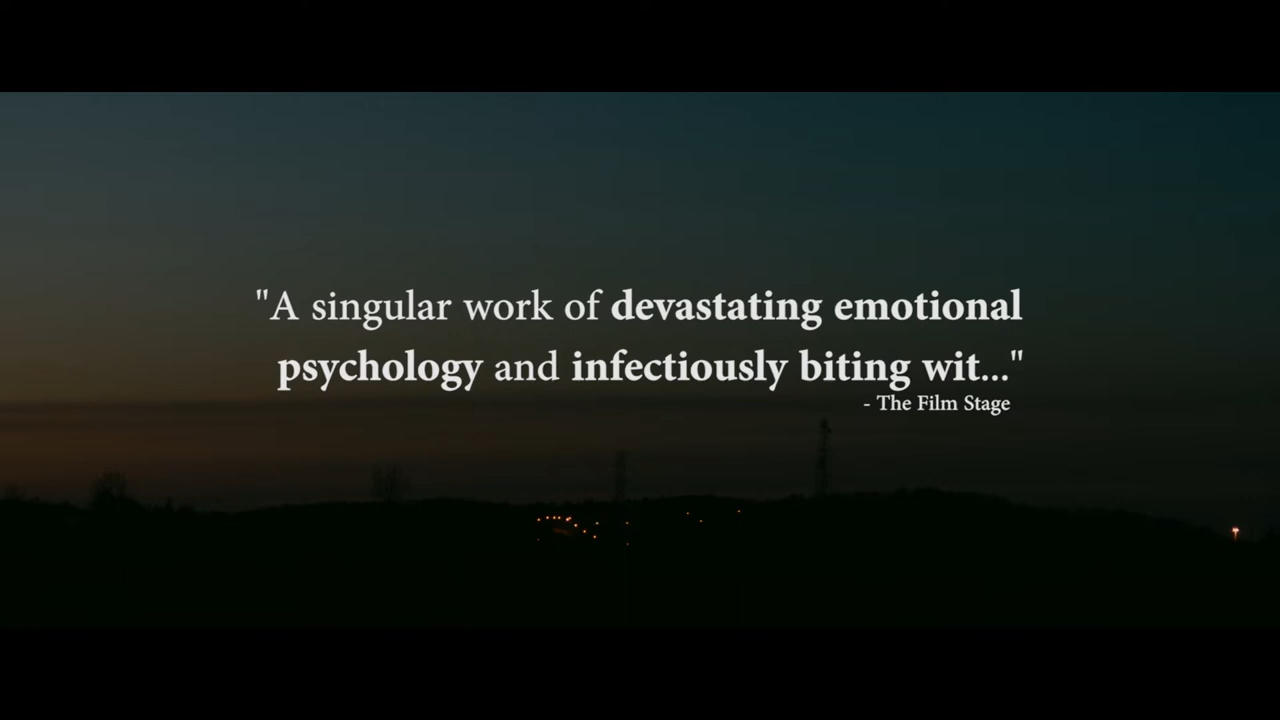 "A singular work of devastating emotional
psychology and infectiously biting wit..."
- The Film Stage